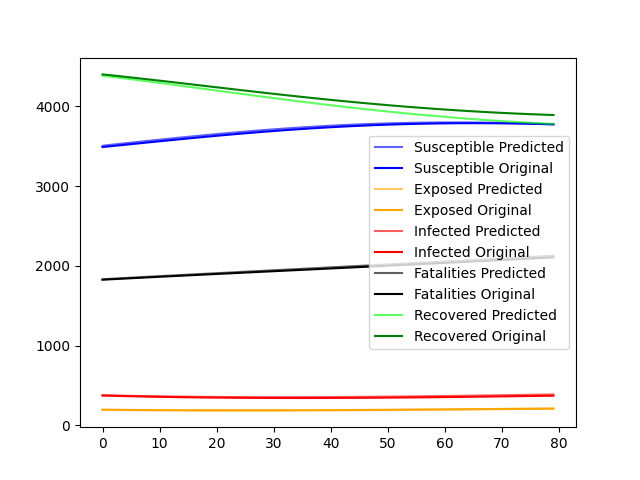 4000
3000
2000
1000
0
Susceptible Predicted
Susceptible Original
Exposed Predicted
Exposed Original
Infected Predicted
Infected Original
Fatalities Predicted
Fatalities Original
Recovered Predicted
Recovered Original
0 10 20 30 40 50 60 70 80